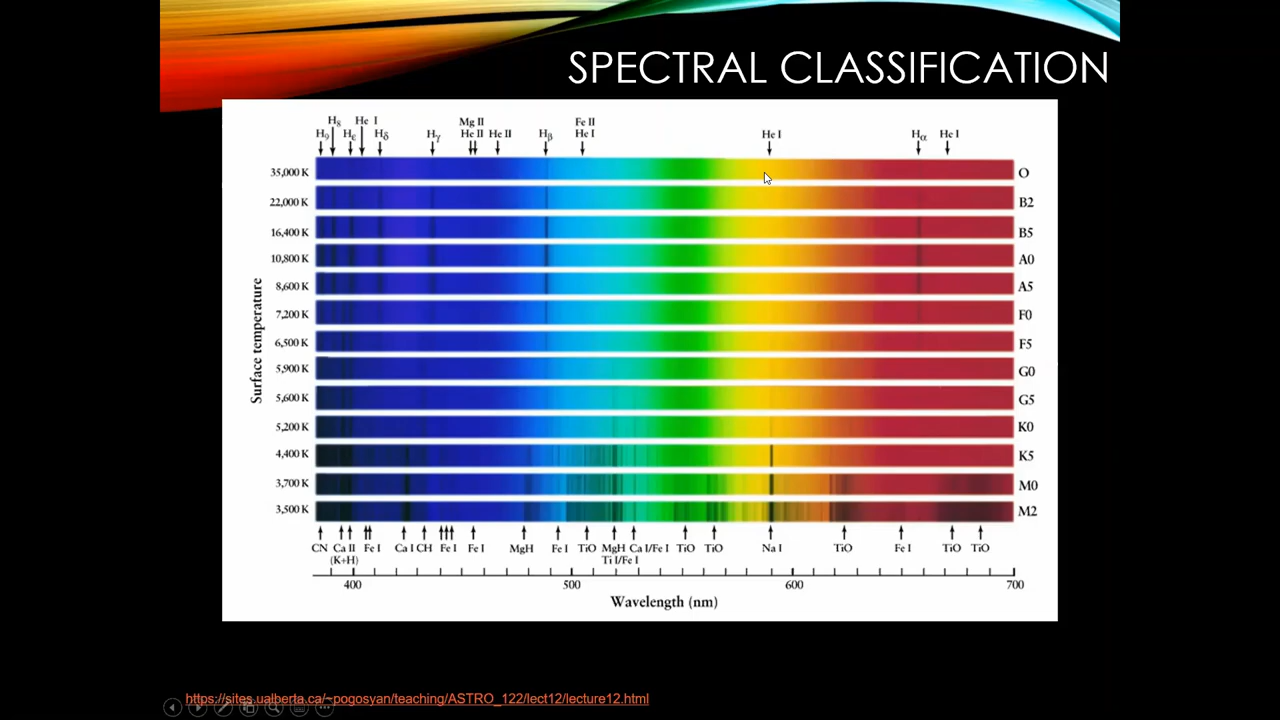 SPECTRAL CLASSIFICATION
H8 He I Mg II Fe II
H9 Hε Hδ Hγ He II He II Hβ He I He I Hα He I
35,000 K O
22,000 K B2
16,400 K B5
10,800 K A0
8,600 K A5
7,200 K F0
6,500 K F5
5,900 K G0
5,600 K G5
5,200 K K0
4,400 K K5
3,700 K M0
3,500 K M2
Surface temperature
CN Ca II Fe I Ca I CH Fe I Fe I MgH Fe I TiO MgH Ca I/Fe I TiO TiO Na I TiO Fe I TiO TiO
(K+H) Ti I/Fe I
400 500 600 700
Wavelength (nm)
https://sites.ualberta.ca/~pogosyan/teaching/ASTRO_122/lect12/lecture12.html